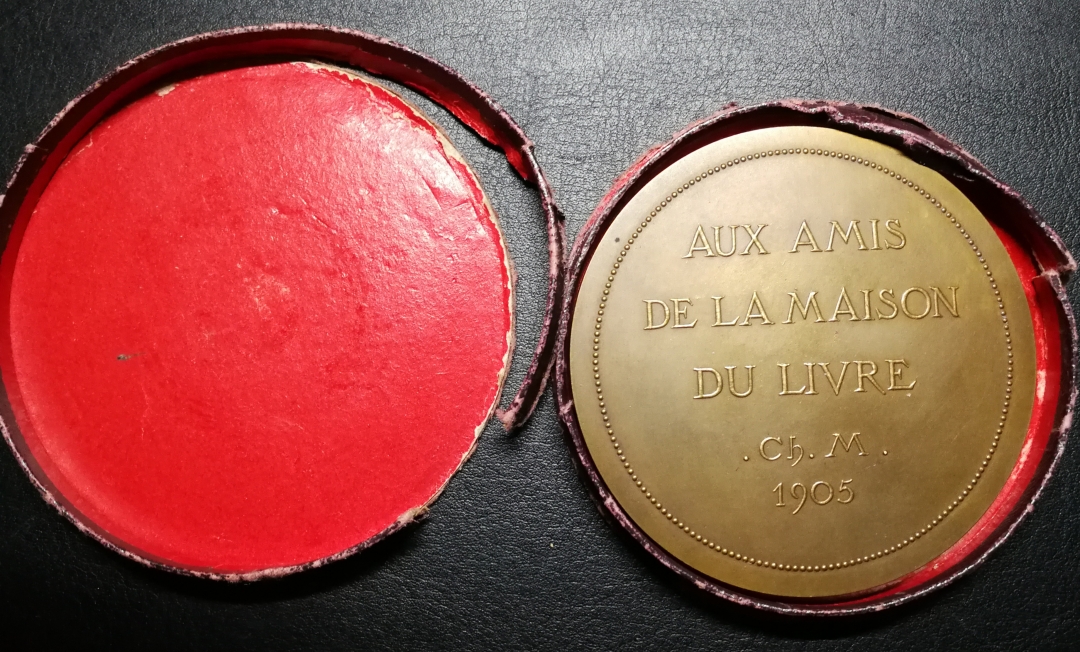 AUX AMIS
DE LA MAISON
DU LIVRE
. Ch. M .
1905